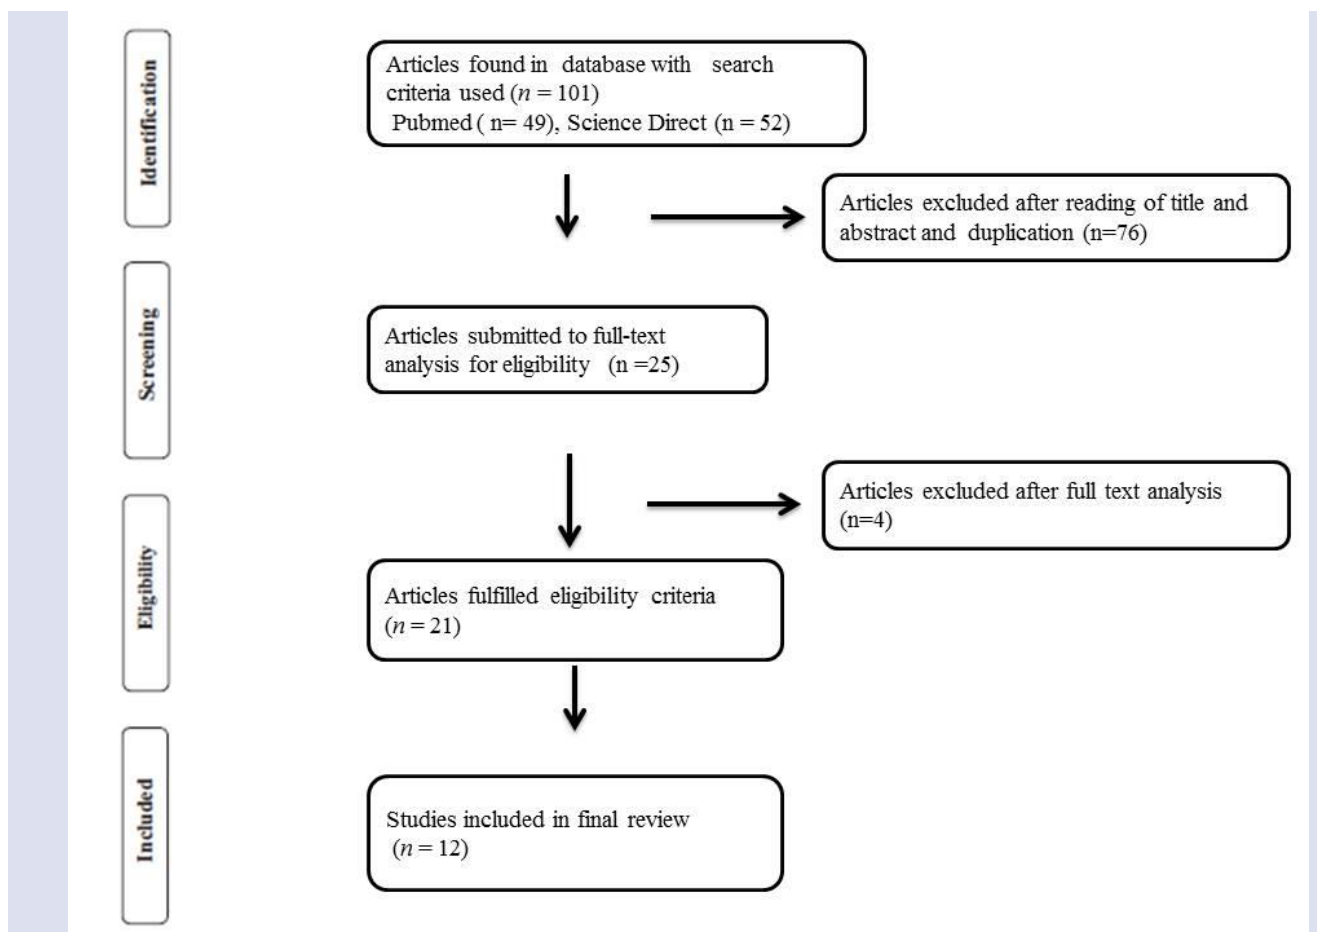 Identification
Articles found in database with search
criteria used (n = 101)
Pubmed ( n= 49), Science Direct (n = 52)
Articles excluded after reading of title and
abstract and duplication (n=76)
Screening
Articles submitted to full-text
analysis for eligibility (n =25)
Articles excluded after full text analysis
(n=4)
Eligibility
Articles fulfilled eligibility criteria
(n = 21)
Included
Studies included in final review
(n = 12)